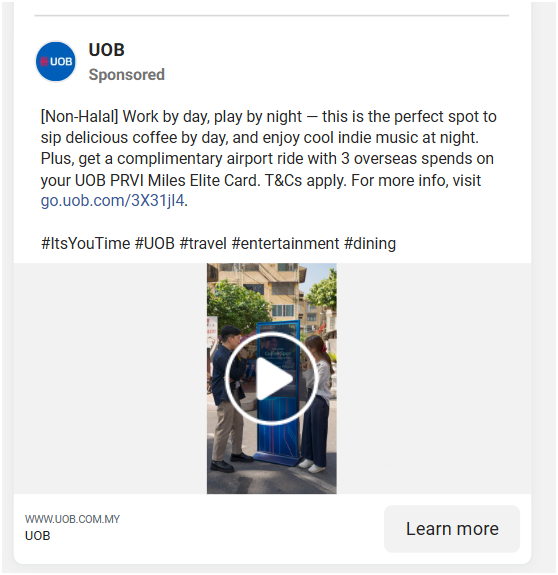 UOB
UOB
Sponsored
[Non-Halal] Work by day, play by night — this is the perfect spot to
sip delicious coffee by day, and enjoy cool indie music at night.
Plus, get a complimentary airport ride with 3 overseas spends on
your UOB PRVI Miles Elite Card. T&Cs apply. For more info, visit
go.uob.com/3X31jl4.
#ItsYouTime #UOB #travel #entertainment #dining
WWW.UOB.COM.MY
UOB
Learn more